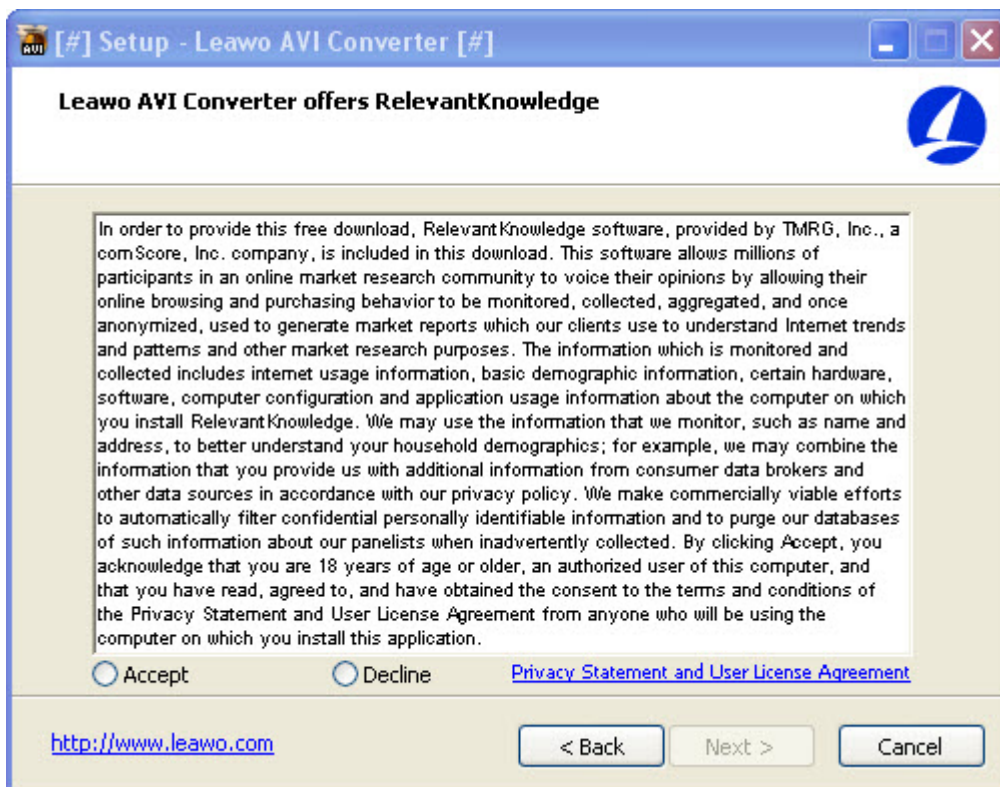 [#] Setup - Leawo AVI Converter [#]
Leawo AVI Converter offers RelevantKnowledge
In order to provide this free download, RelevantKnowledge software, provided by TMRG, Inc., a
comScore, Inc. company, is included in this download. This software allows millions of
participants in an online market research community to voice their opinions by allowing their
online browsing and purchasing behavior to be monitored, collected, aggregated, and once
anonymized, used to generate market reports which our clients use to understand Internet trends
and patterns and other market research purposes. The information which is monitored and
collected includes internet usage information, basic demographic information, certain hardware,
software, computer configuration and application usage information about the computer on which
you install RelevantKnowledge. We may use the information that we monitor, such as name and
address, to better understand your household demographics; for example, we may combine the
information that you provide us with additional information from consumer data brokers and
other data sources in accordance with our privacy policy. We make commercially viable efforts
to automatically filter confidential personally identifiable information and to purge our databases
of such information about our panelists when inadvertently collected. By clicking Accept, you
acknowledge that you are 18 years of age or older, an authorized user of this computer, and
that you have read, agreed to, and have obtained the consent to the terms and conditions of
the Privacy Statement and User License Agreement from anyone who will be using the
computer on which you install this application.
Accept Decline Privacy Statement and User License Agreement
http://www.leawo.com < Back Next > Cancel